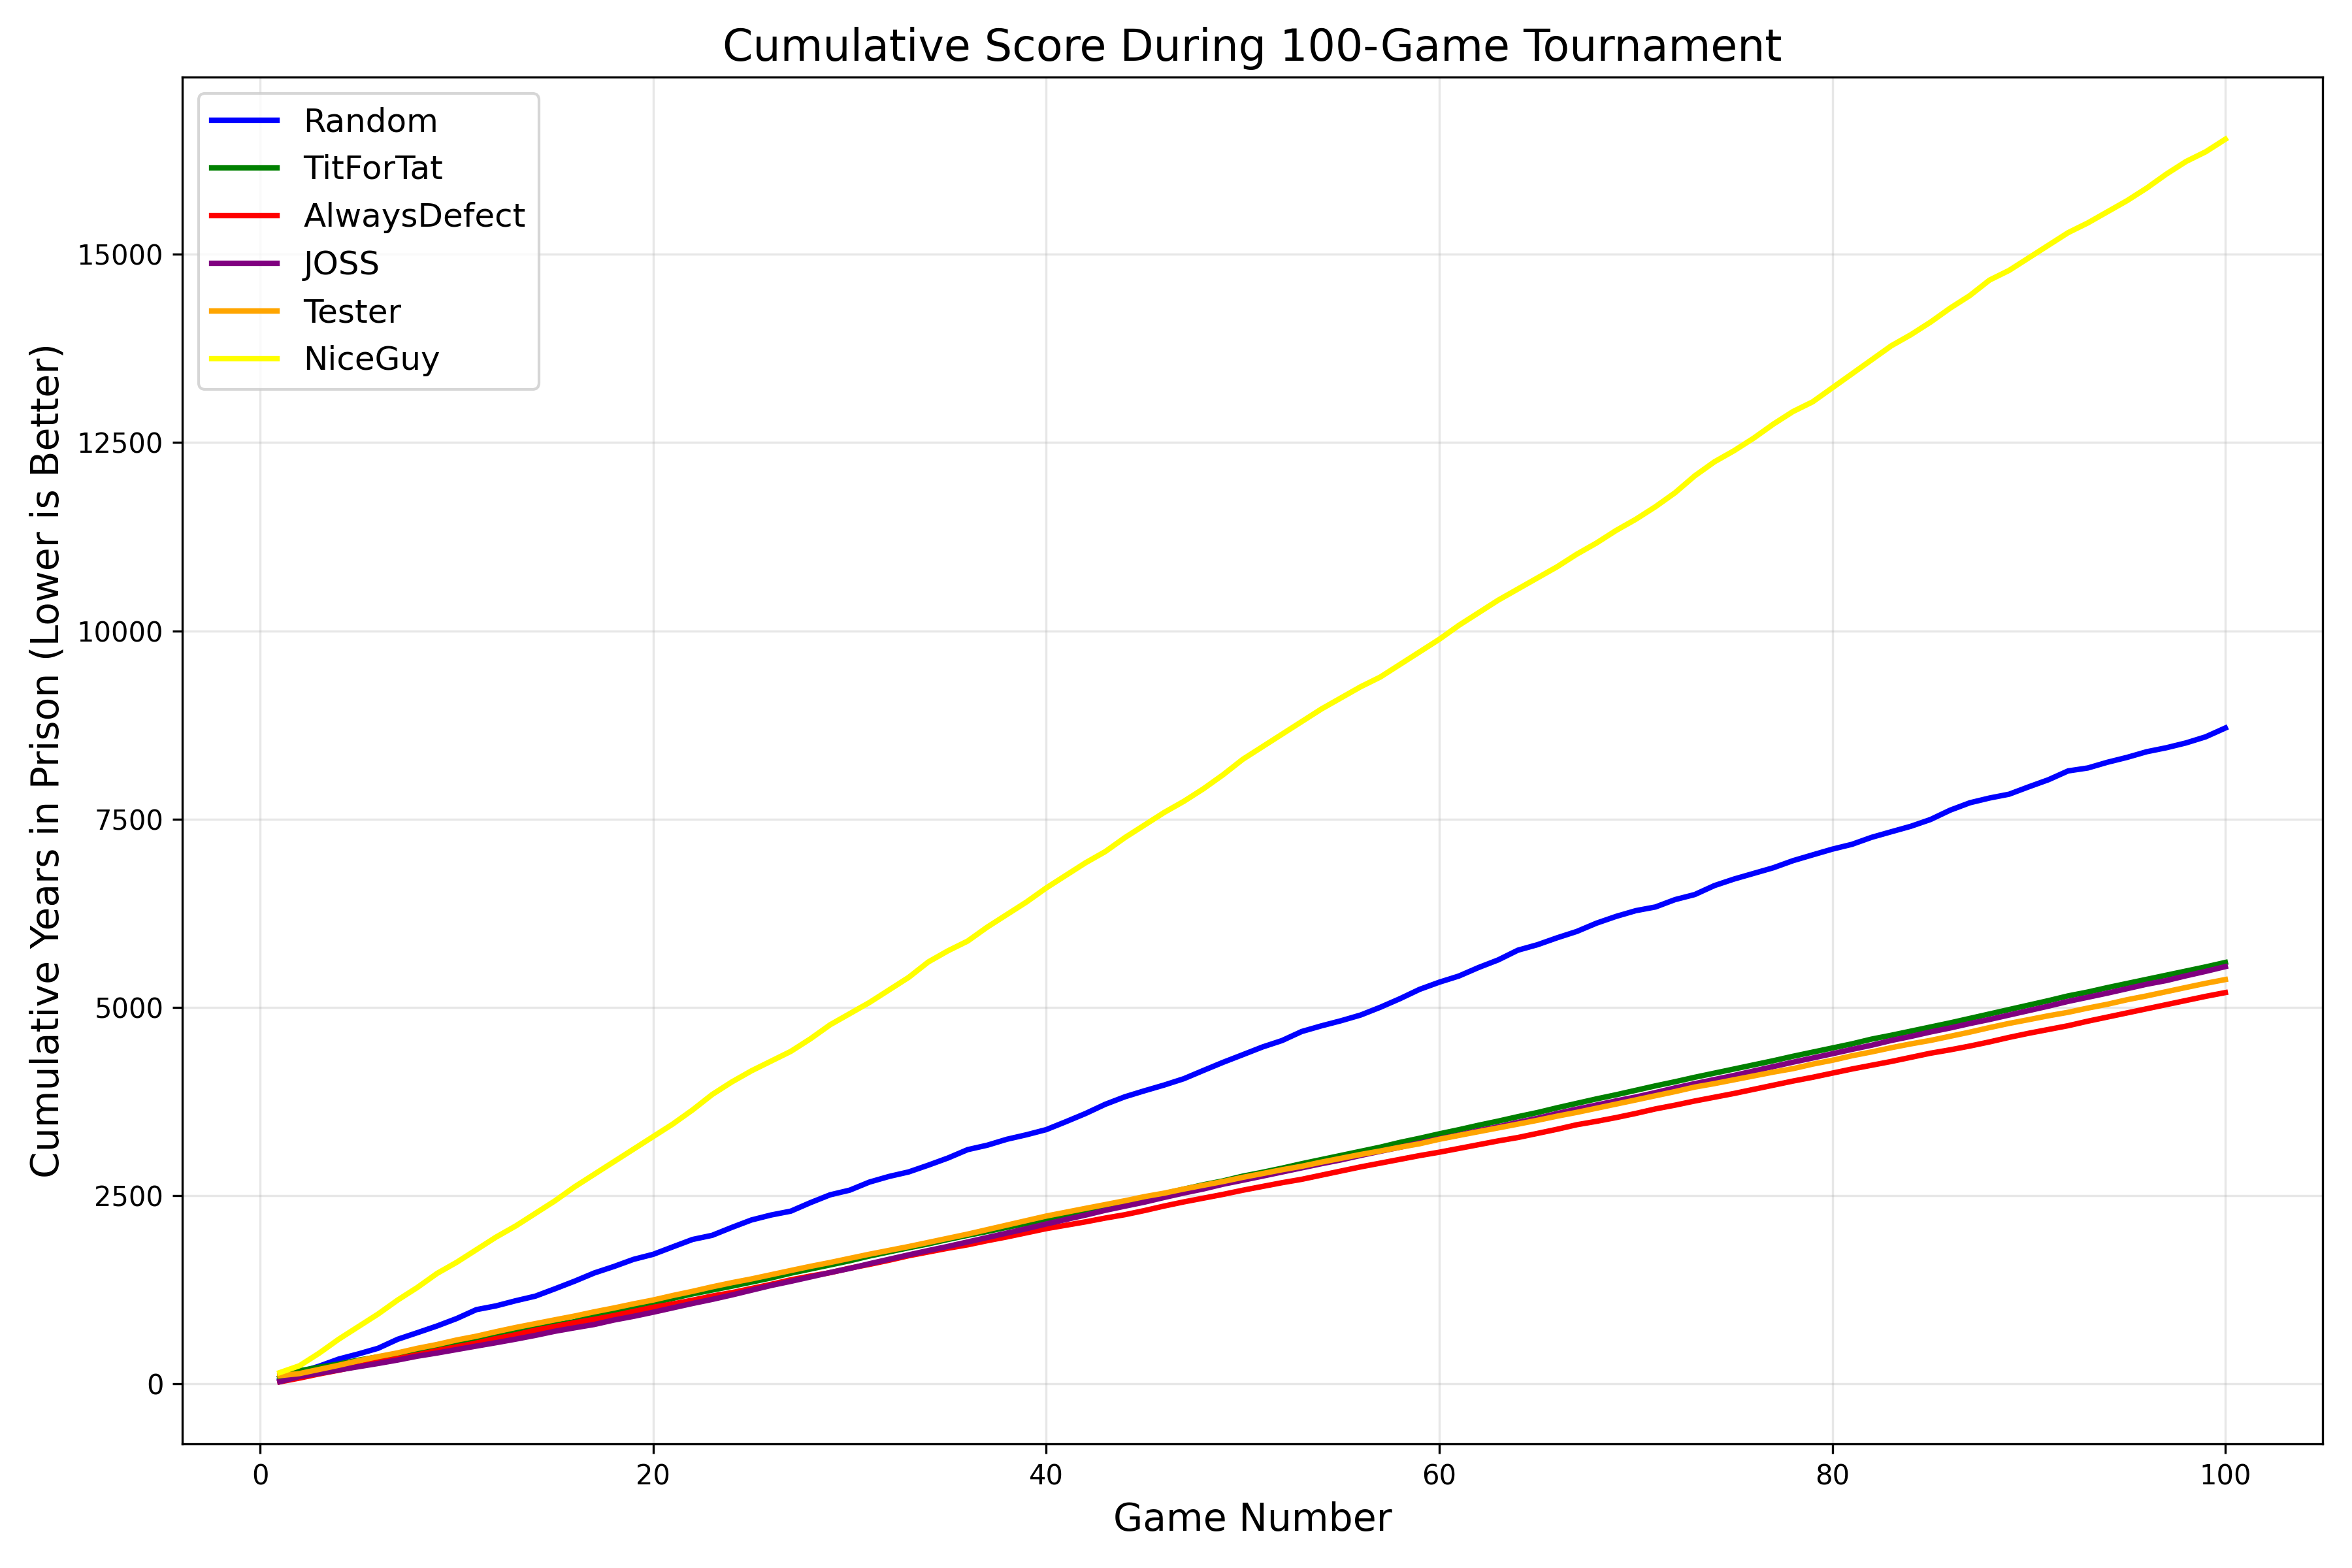 Cumulative Score During 100-Game Tournament
Random
TitForTat
AlwaysDefect
JOSS
Tester
NiceGuy
Cumulative Years in Prison (Lower is Better)
15000
12500
10000
7500
5000
2500
0
0 20 40 60 80 100
Game Number